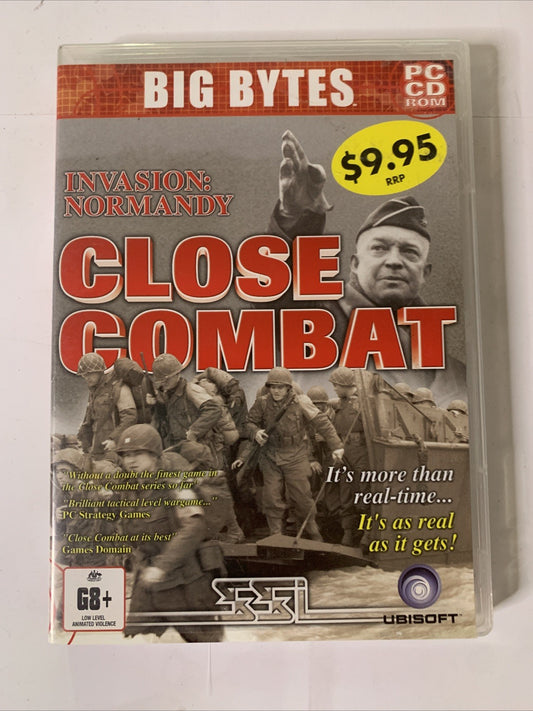 BIG BYTES™
PC
CD
ROM
$9.95
RRP
INVASION:
NORMANDY
CLOSE
COMBAT
"Without a doubt the finest game in
the Close Combat series so far"
"Brilliant tactical level wargame..."
PC Strategy Games
"Close Combat at its best"
Games Domain
It's more than
real-time...
It's as real
as it gets!
G8+
LOW LEVEL
ANIMATED VIOLENCE
SSI
UBISOFT™